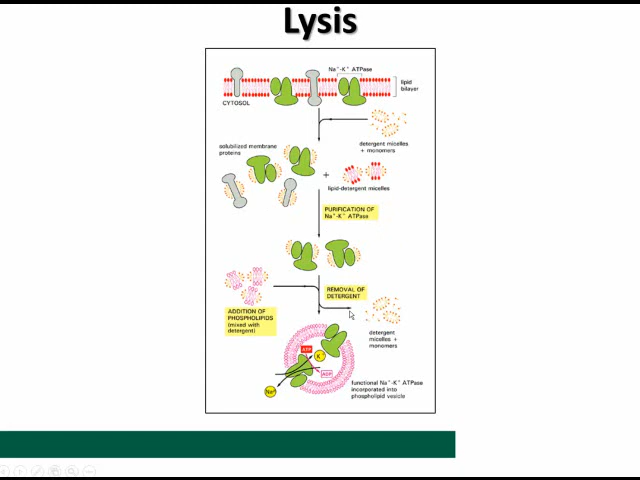 Lysis
Na⁺-K⁺ ATPase
lipid
bilayer
CYTOSOL
detergent micelles
+ monomers
solubilized membrane
proteins
+
lipid-detergent micelles
PURIFICATION OF
Na⁺-K⁺ ATPase
REMOVAL OF
DETERGENT
ADDITION OF
PHOSPHOLIPIDS
(mixed with
detergent)
detergent
micelles +
monomers
ATP
K⁺
ADP
Na⁺
functional Na⁺-K⁺ ATPase
incorporated into
phospholipid vesicle